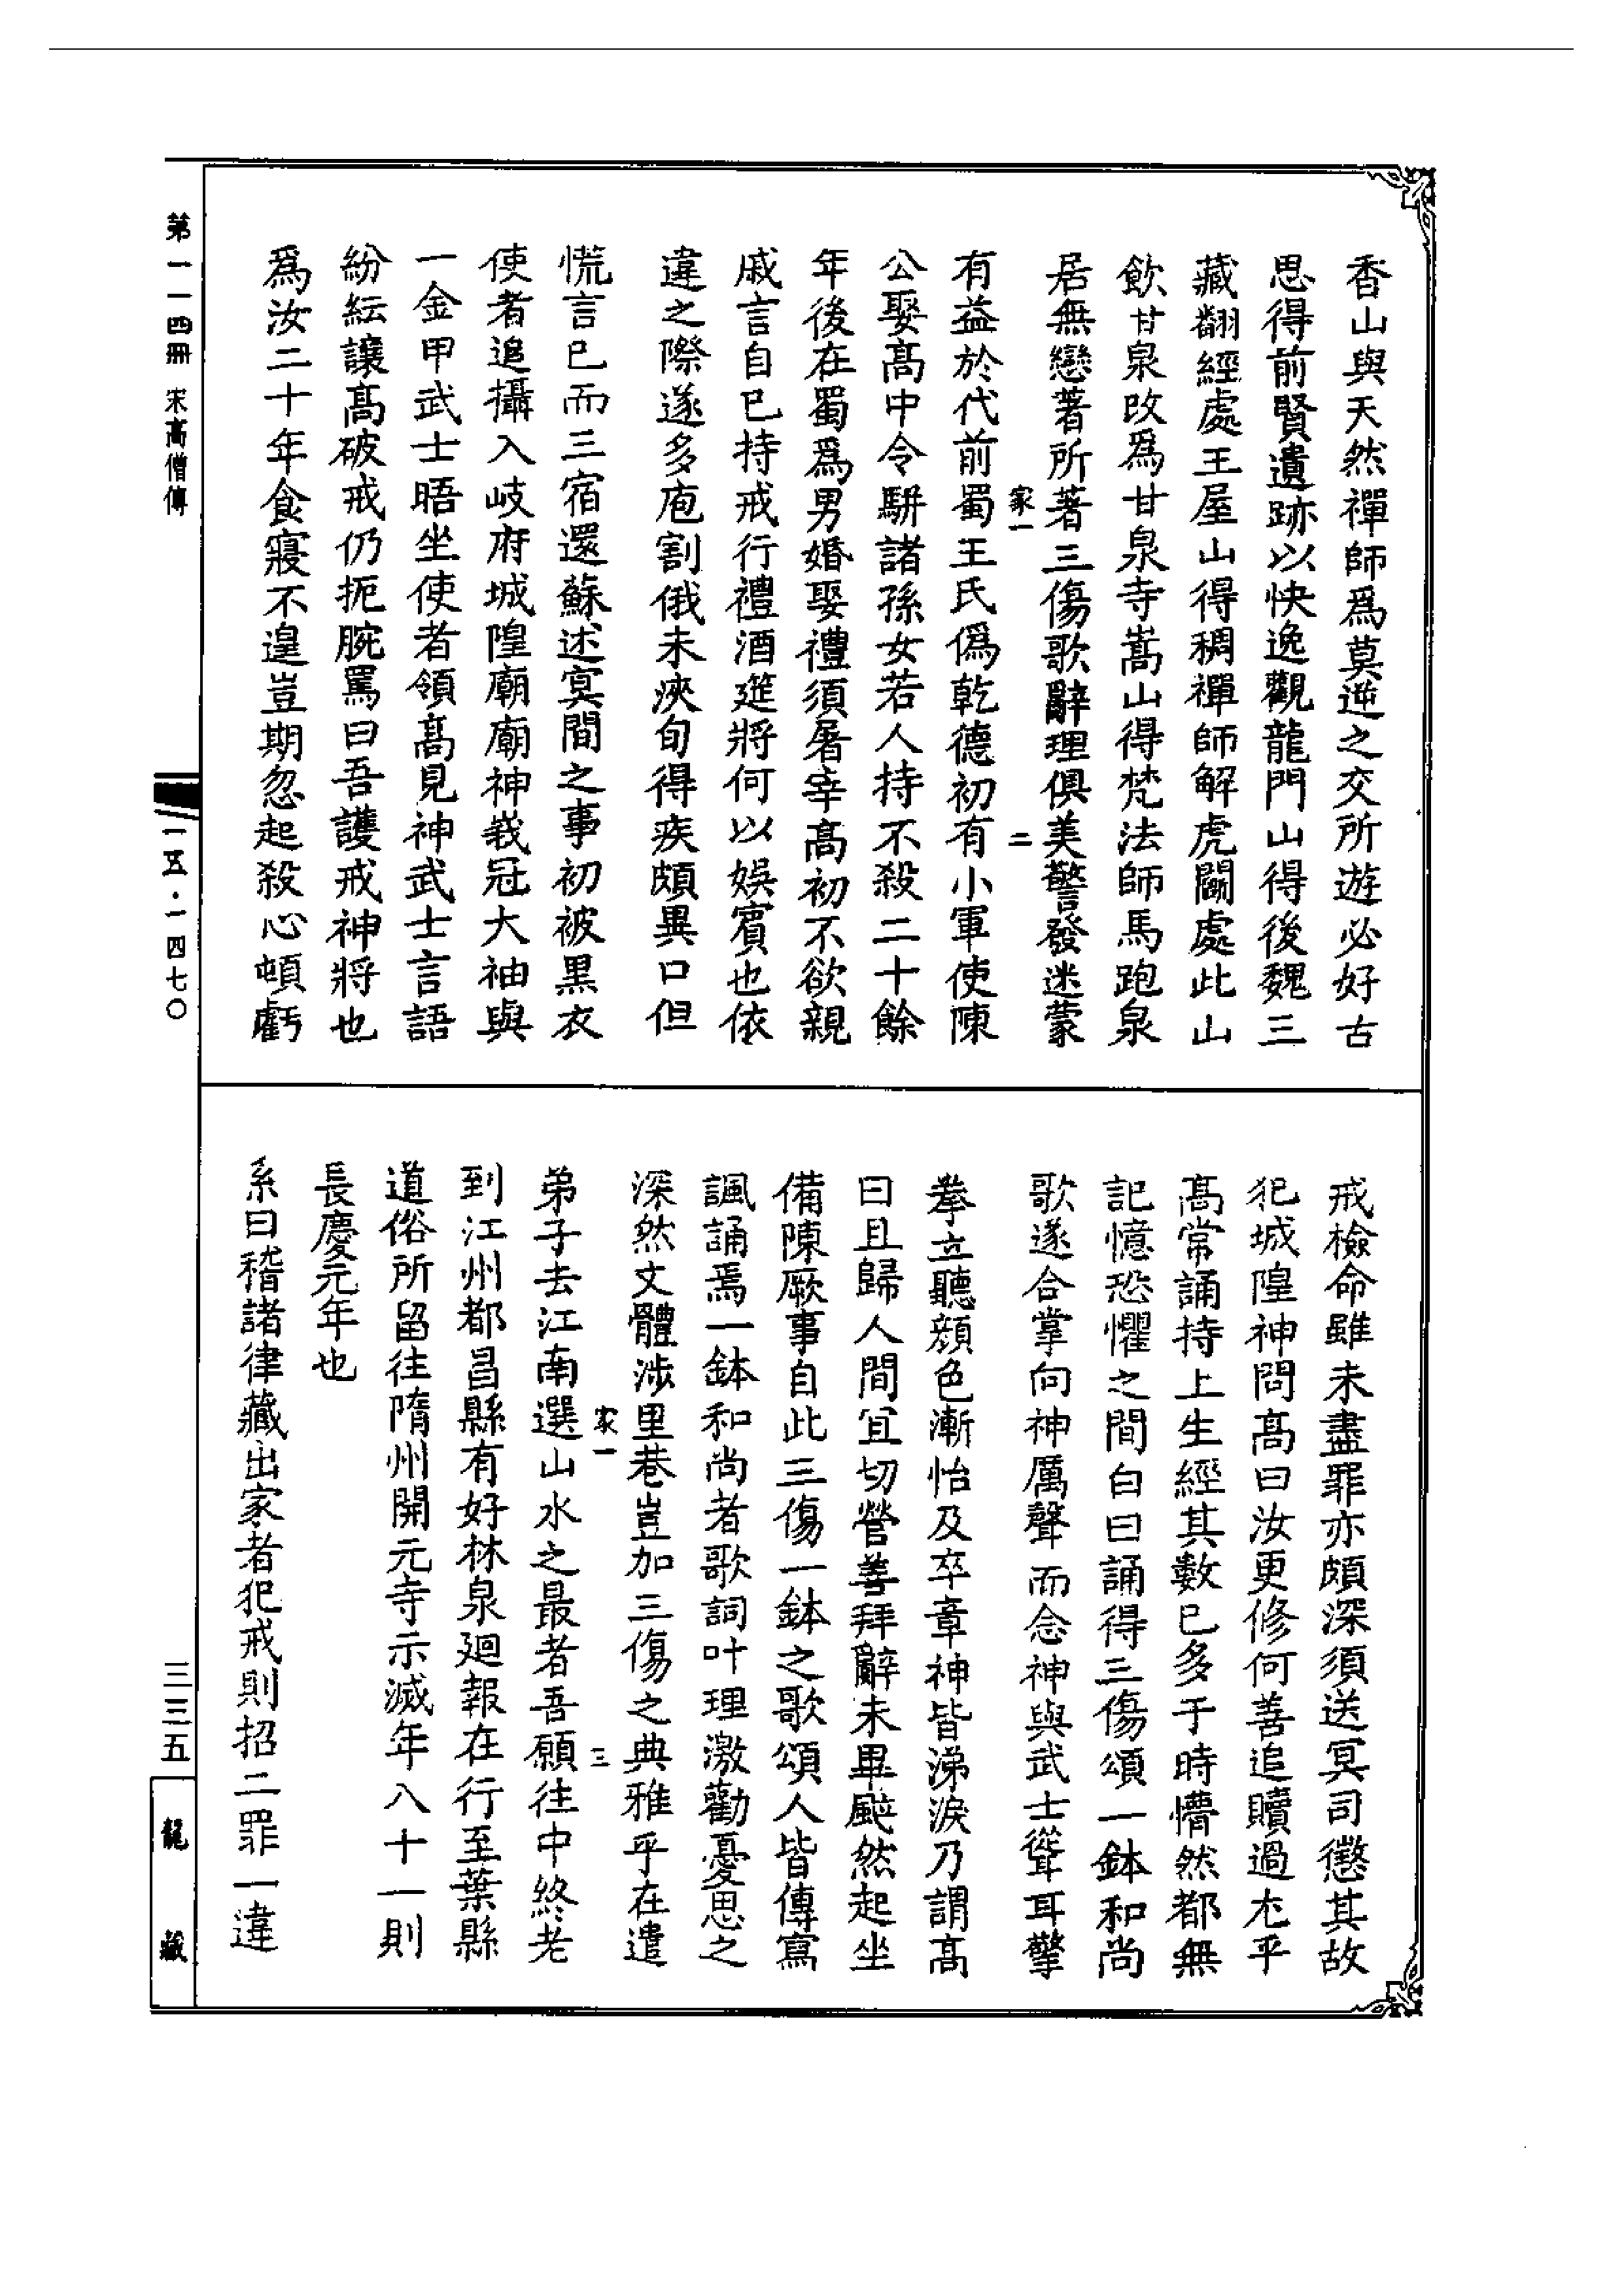 香山與天然禪師爲莫逆之交所遊必好古
思得前賢遺跡以快逸觀龍門山得後魏三
藏翻經處王屋山得稠禪師解虎鬭處此山
飲甘泉改爲甘泉寺嵩山得梵法師馬跑泉
居無戀著所著三傷歌辭理俱美警發迷蒙
家一 二
有益於代前蜀王氏僞乾德初有小軍使陳
公娶高中令駢諸孫女若人持不殺二十餘
年後在蜀爲男婚娶禮須屠宰高初不欲親
戚言自已持戒行禮酒筵將何以娛賓也依
違之際遂多庖割俄未浹旬得疾頗異口但
慌言已而三宿還蘇述冥間之事初被黑衣
使者追攝入岐府城隍廟廟神峩冠大袖與
一金甲武士晤坐使者領高見神武士言語
紛紜讓高破戒仍扼腕罵曰吾護戒神將也
爲汝二十年食寢不遑豈期忽起殺心頓虧
戒檢命雖未盡罪亦頗深須送冥司懲其故
犯城隍神問高曰汝更修何善追贖過尤乎
高常誦持上生經其數已多于時懵然都無
記憶恐懼之間白曰誦得三傷頌一鉢和尚
歌遂合掌向神厲聲而念神與武士聳耳擎
拳立聽顏色漸怡及卒章神皆涕淚乃謂高
曰且歸人間宜切營善拜辭未畢颯然起坐
備陳厥事自此三傷一鉢之歌頌人皆傳寫
諷誦焉一鉢和尚者歌詞叶理激勸憂思之
深然文體涉里巷豈加三傷之典雅乎在遣
家一 三
弟子去江南選山水之最者吾願往中終老
到江州都昌縣有好林泉廻報在行至葉縣
道俗所留往隋州開元寺示滅年八十一則
長慶元年也
系曰稽諸律藏出家者犯戒則招二罪一違
第一一四冊 宋高僧傳
一五·一四七〇
三三五
龍藏